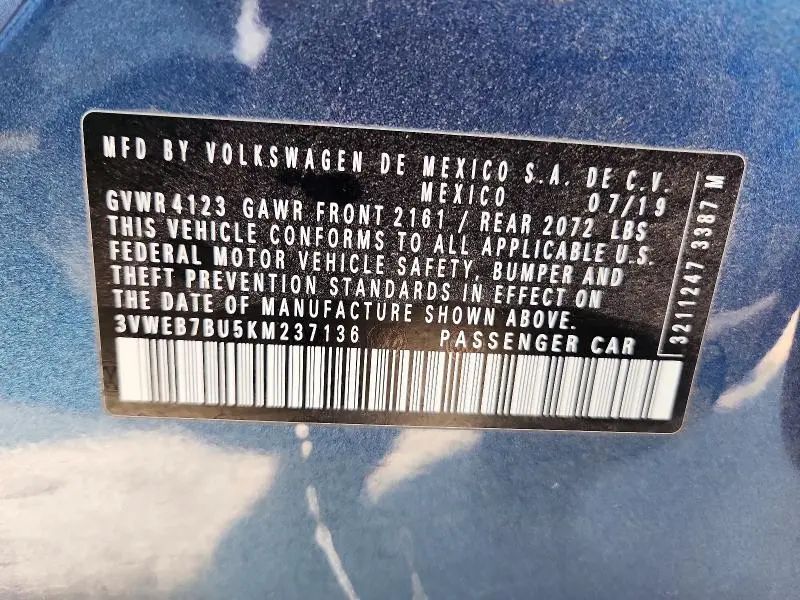 MFD BY VOLKSWAGEN DE MEXICO S.A. DE C.V.
MEXICO 07/19
GVWR 4123 GAWR FRONT 2161 / REAR 2072 LBS
THIS VEHICLE CONFORMS TO ALL APPLICABLE U.S.
FEDERAL MOTOR VEHICLE SAFETY, BUMPER AND
THEFT PREVENTION STANDARDS IN EFFECT ON
THE DATE OF MANUFACTURE SHOWN ABOVE.
3VWEB7BU5KM237136 PASSENGER CAR
3211247 3387 M